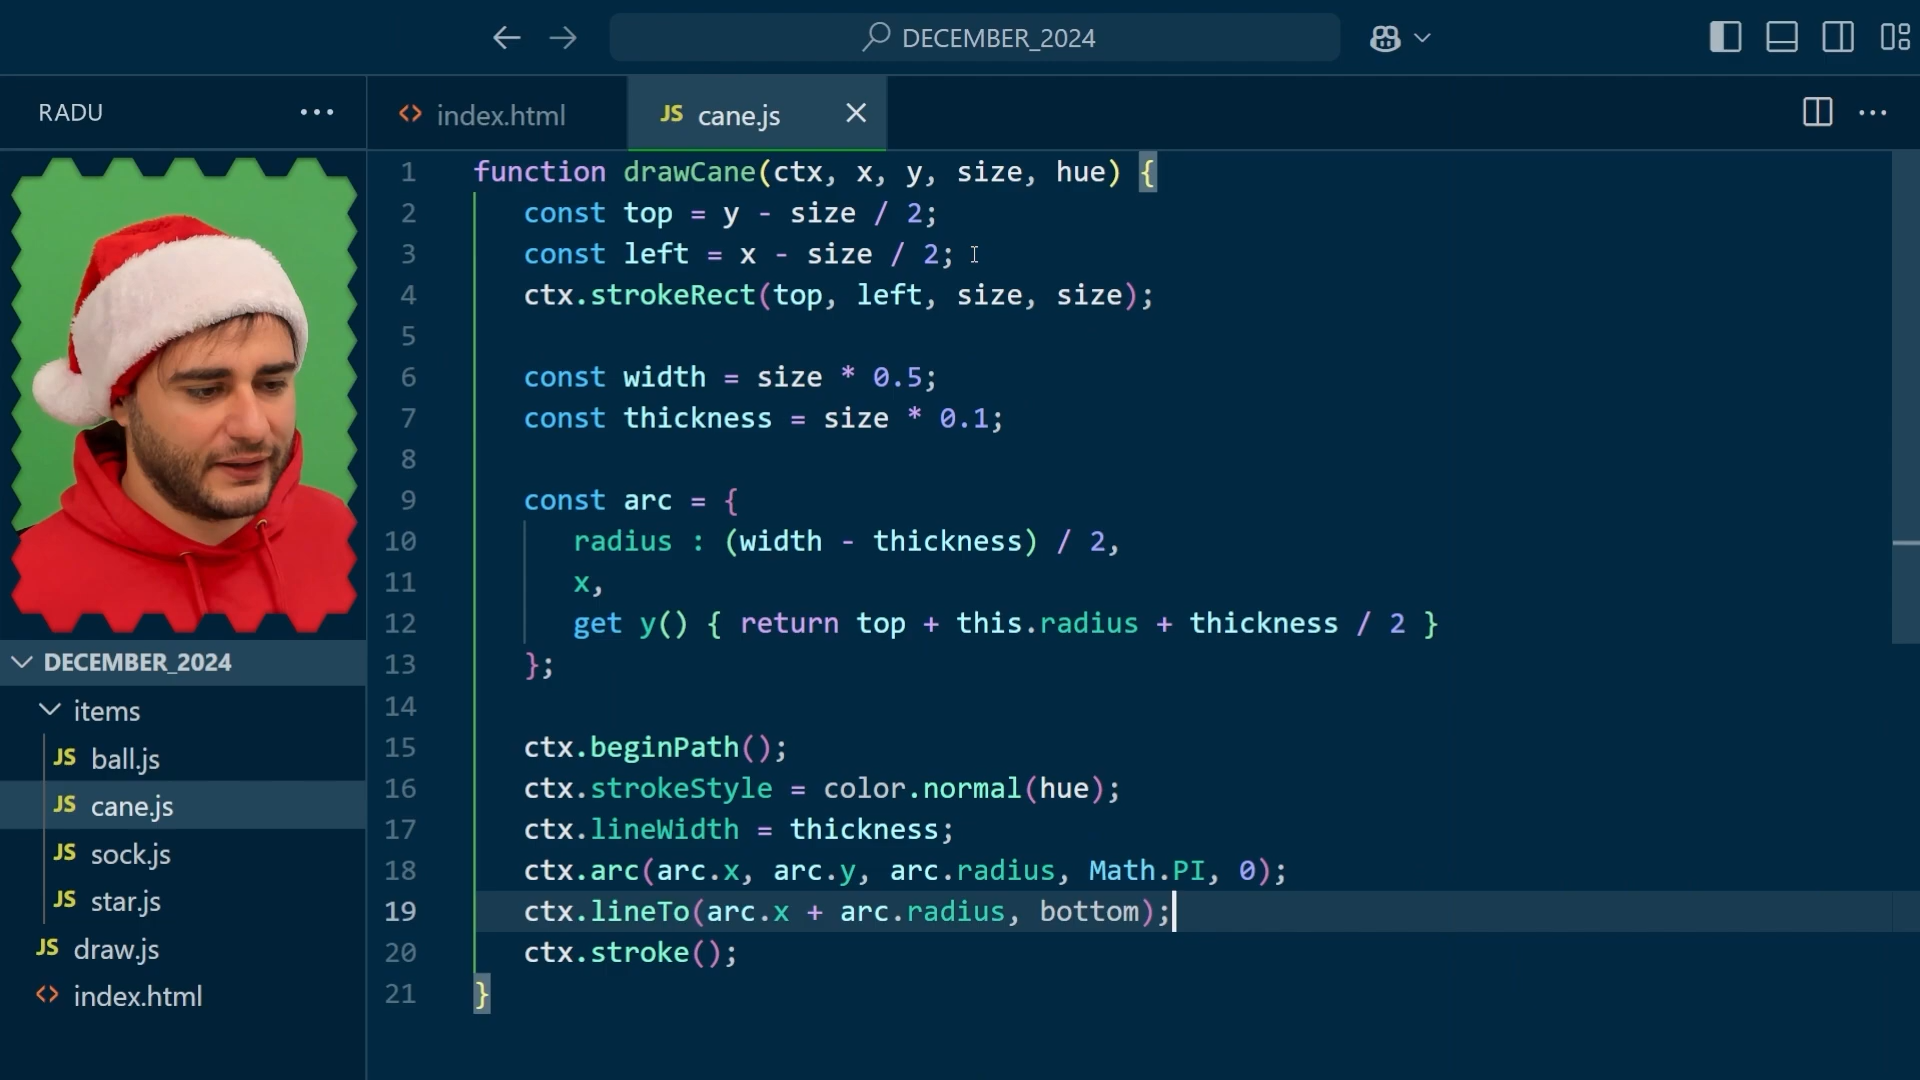 DECEMBER_2024
RADU
index.html
JS cane.js
1 function drawCane(ctx, x, y, size, hue) {
2 const top = y - size / 2;
3 const left = x - size / 2;
4 ctx.strokeRect(top, left, size, size);
5
6 const width = size * 0.5;
7 const thickness = size * 0.1;
8
9 const arc = {
10 radius : (width - thickness) / 2,
11 x,
12 get y() { return top + this.radius + thickness / 2 }
13 };
14
15 ctx.beginPath();
16 ctx.strokeStyle = color.normal(hue);
17 ctx.lineWidth = thickness;
18 ctx.arc(arc.x, arc.y, arc.radius, Math.PI, 0);
19 ctx.lineTo(arc.x + arc.radius, bottom);
20 ctx.stroke();
21 }
DECEMBER_2024
items
JS ball.js
JS cane.js
JS sock.js
JS star.js
JS draw.js
index.html